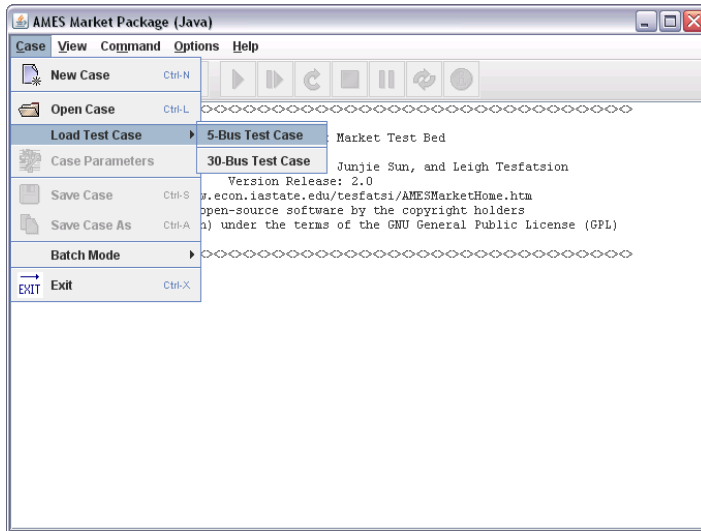 AMES Market Package (Java)
Case View Command Options Help
New Case Ctrl-N
Open Case Ctrl-L
Load Test Case
5-Bus Test Case
30-Bus Test Case
Case Parameters
Save Case Ctrl-S
Save Case As Ctrl-A
Batch Mode
EXIT Exit Ctrl-X
Market Test Bed
Junjie Sun, and Leigh Tesfatsion
Version Release: 2.0
.econ.iastate.edu/tesfatsi/AMESMarketHome.htm
open-source software by the copyright holders
) under the terms of the GNU General Public License (GPL)